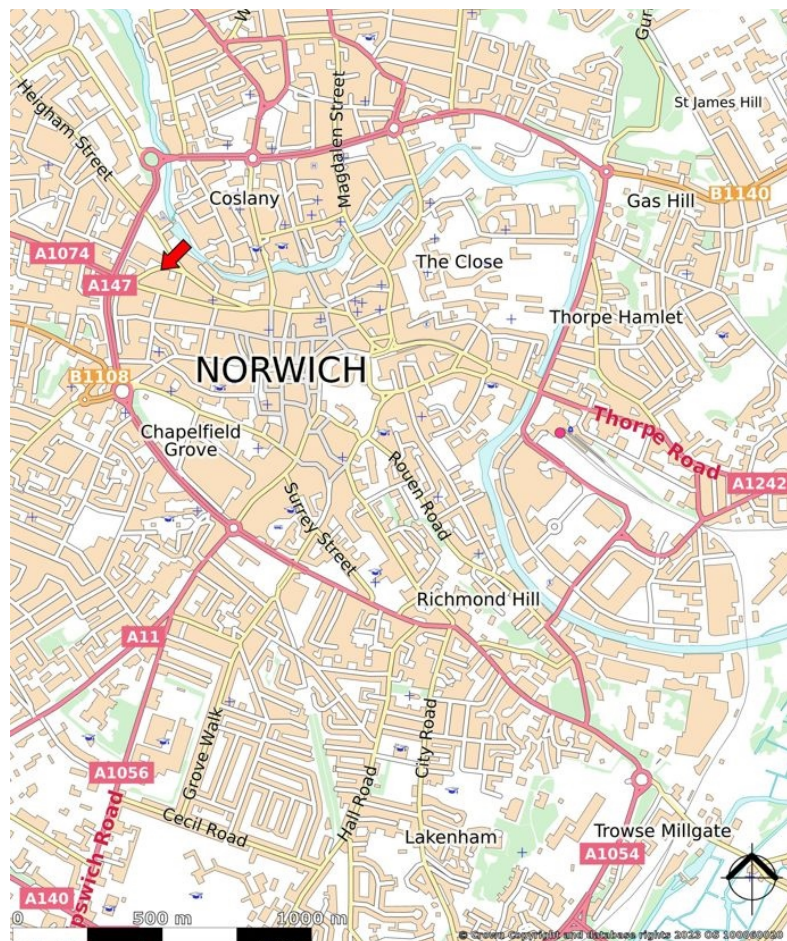 Heigham Street
Magdalen Street
St James Hill
Coslany
Gas Hill
B1140
A1074
A147
The Close
Thorpe Hamlet
NORWICH
B1108
Chapelfield
Grove
Thorpe Road
Rouen Road
A1242
Surrey Street
Richmond Hill
A11
Grove Walk
City Road
Hall Road
A1056
Cecil Road
Lakenham
Trowse Millgate
A1054
pswich Road
A140
0
500 m
1000 m
© Crown Copyright and database rights 2023 OS 100060020